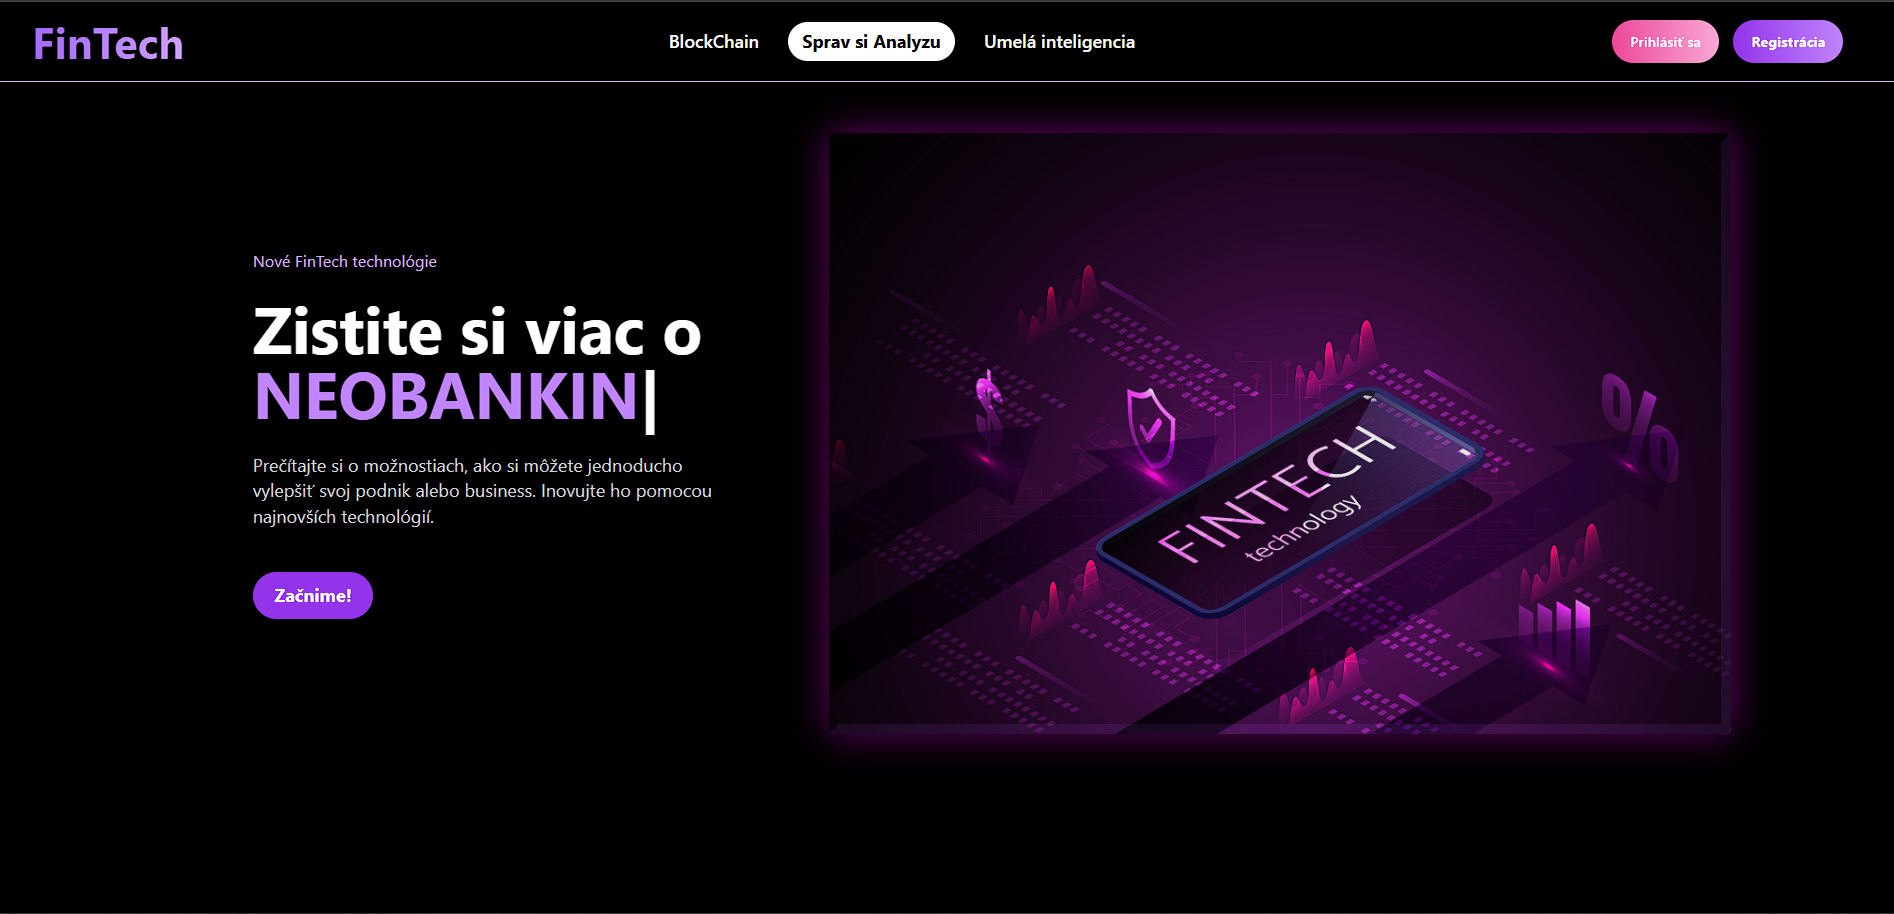 FinTech
BlockChain
Sprav si Analyzu
Umelá inteligencia
Prihlásiť sa
Registrácia
Nové FinTech technológie
Zistite si viac o
NEOBANKIN|
Prečítajte si o možnostiach, ako si môžete jednoducho
vylepšiť svoj podnik alebo business. Inovujte ho pomocou
najnovších technológií.
Začnime!
$
%
FINTECH
technology